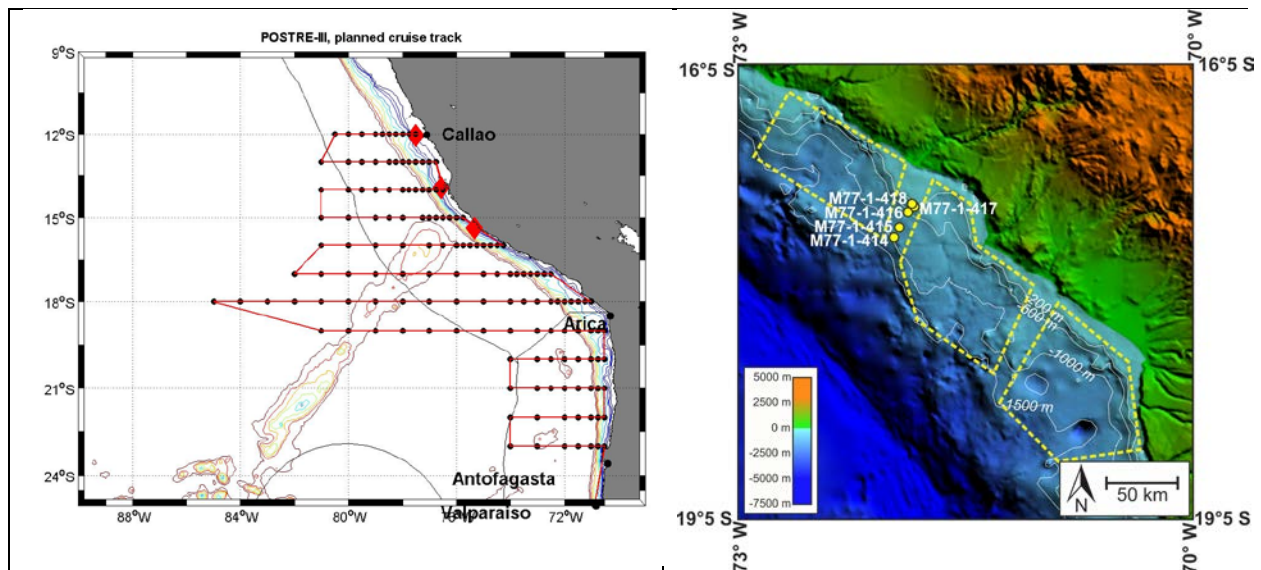 POSTRE-III, planned cruise track
9°S
12°S
15°S
18°S
21°S
24°S
88°W
84°W
80°W
72°W
Callao
Arica
Antofagasta
Valparaiso
73° W
70° W
16°5 S
16°5 S
M77-1-418
M77-1-417
M77-1-416
M77-1-415
M77-1-414
-200 m
-600 m
-1000 m
-1500 m
5000 m
2500 m
0 m
-2500 m
-5000 m
-7500 m
N
50 km
19°5 S
19°5 S
73° W
70° W